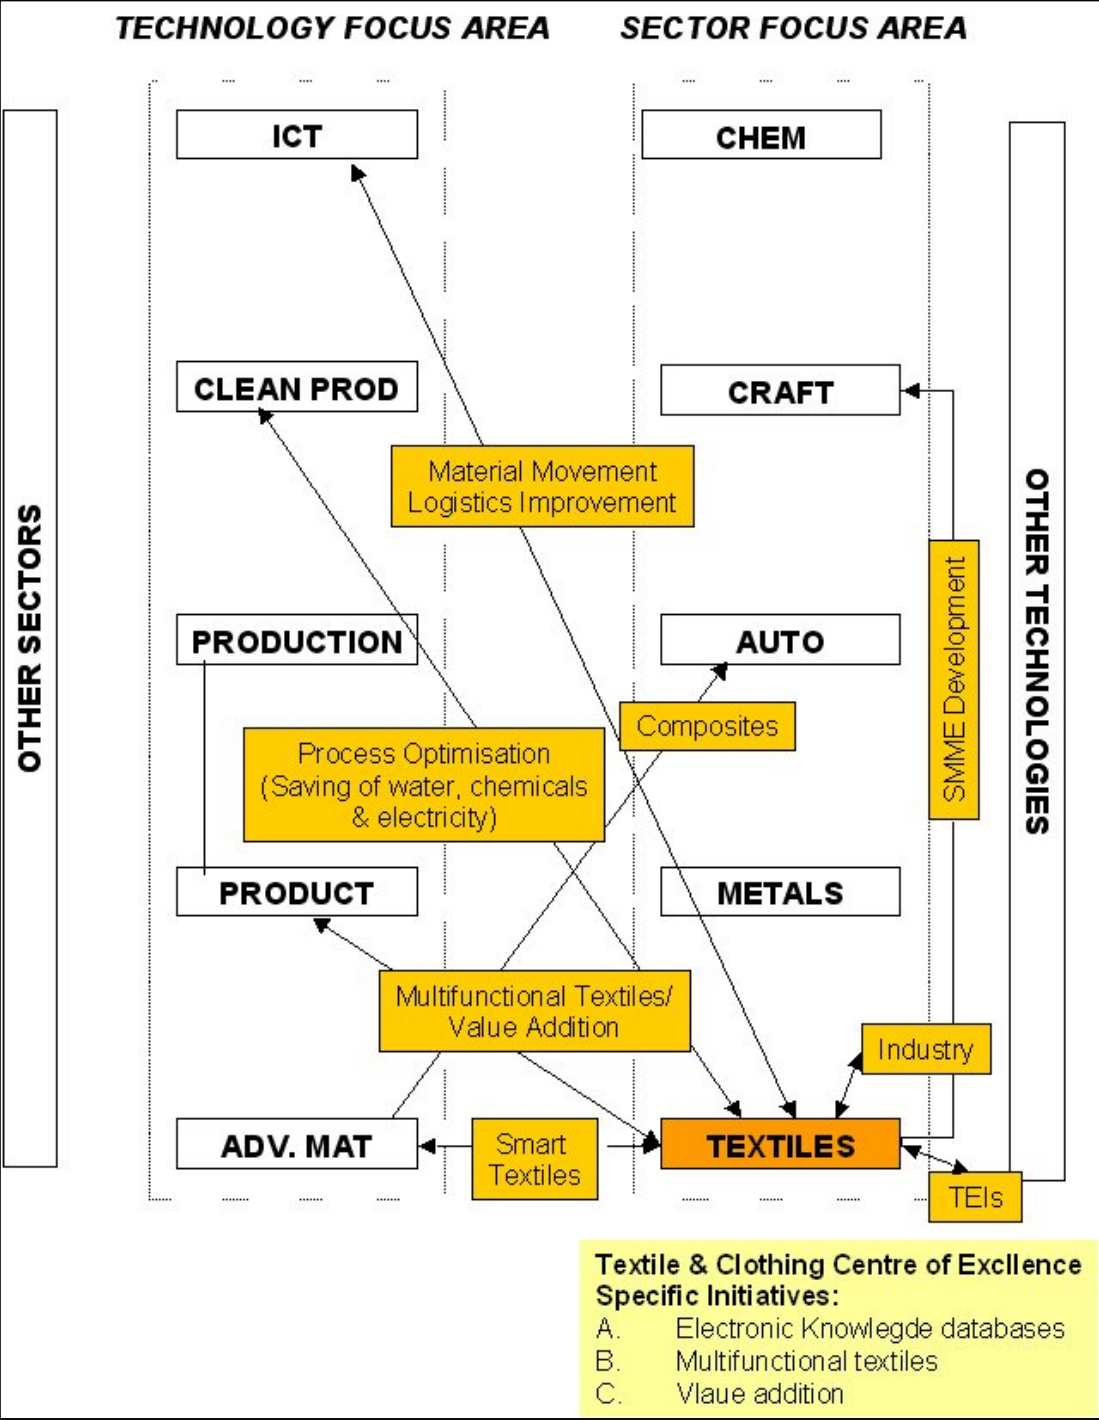 TECHNOLOGY FOCUS AREA
SECTOR FOCUS AREA
ICT
CHEM
CLEAN PROD
CRAFT
Material Movement
Logistics Improvement
OTHER SECTORS
OTHER TECHNOLOGIES
PRODUCTION
AUTO
SMME Development
Composites
Process Optimisation
(Saving of water, chemicals
& electricity)
PRODUCT
METALS
Multifunctional Textiles/
Value Addition
Industry
ADV. MAT
Smart
Textiles
TEXTILES
TEIs
Textile & Clothing Centre of Excllence
Specific Initiatives:
A. Electronic Knowlegde databases
B. Multifunctional textiles
C. Vlaue addition